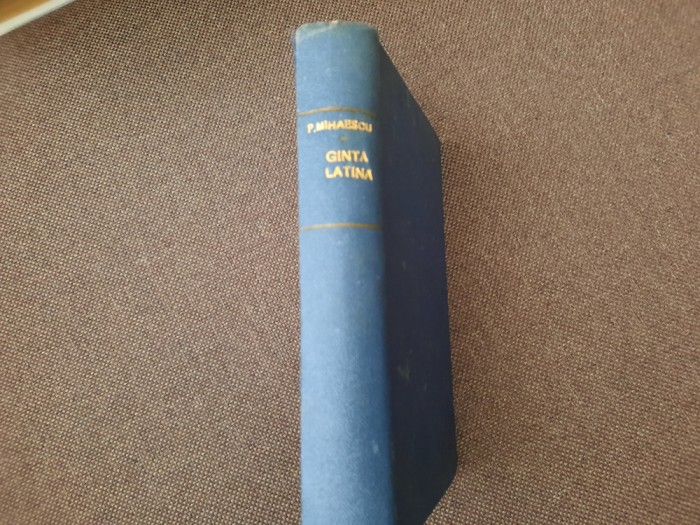 P. MIHAESCU
-
GINTA
LATINA